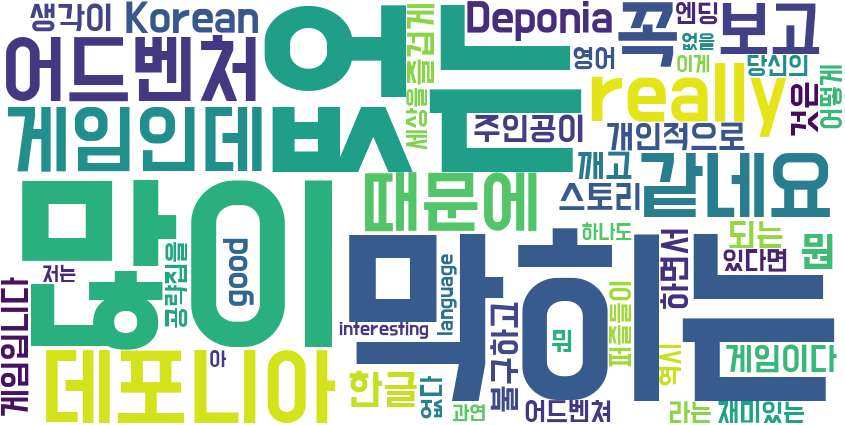 생각이 Korean
없는
세상을
즐겁게
Deponia
영어
꼭
엔딩
없을
보고
어드벤처
이게
당신의
really
것은
어떻게
게임인데
주인공이
개인적으로
깨고
같네요
스토리
때문에
많이
막히는
하나도
되는
뭔
있다면
하면서
저는
공략집을
good
language
interesting
게임입니다
데포니아
아
한글
없다
과연
불구하고
뭔
퍼즐들이
어드벤쳐
역시
게임이다
라는
재미있는